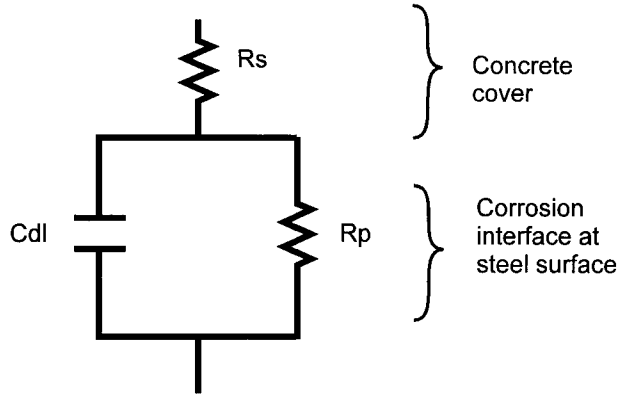 Rs
Concrete
cover
Cdl
Rp
Corrosion
interface at
steel surface